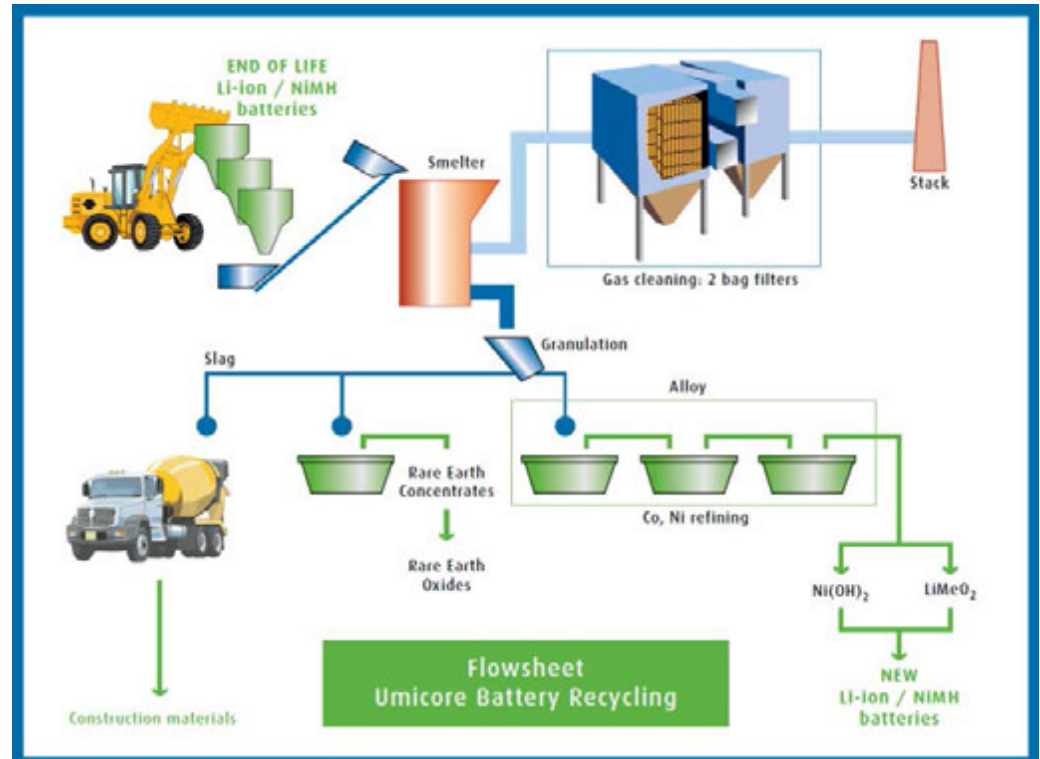 END OF LIFE
Li-ion / NiMH
batteries
Smelter
Stack
Gas cleaning: 2 bag filters
Granulation
Slag
Alloy
Rare Earth
Concentrates
Co, Ni refining
Rare Earth
Oxides
Ni(OH)₂
LiMeO₂
Flowsheet
Umicore Battery Recycling
NEW
Li-ion / NiMH
batteries
Construction materials